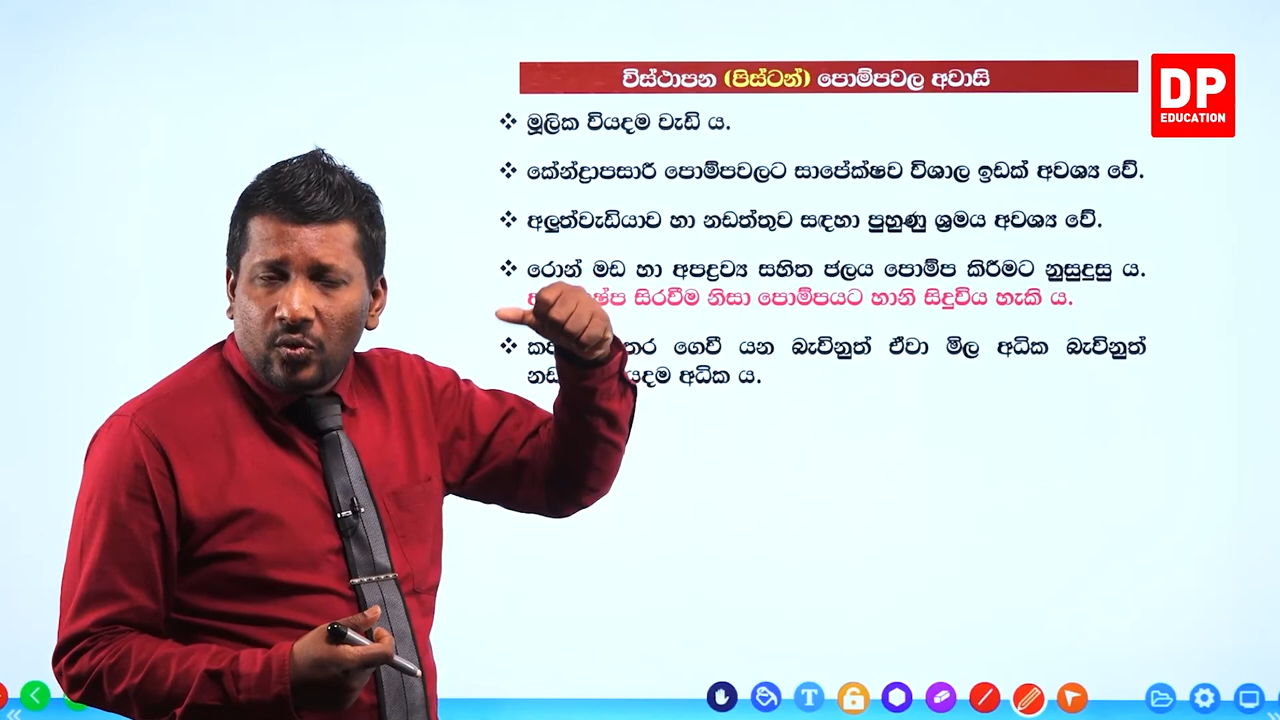 විස්ථාපන (පිස්ටන්) පොම්පවල අවාසි
DP
EDUCATION
❖ මූලික වියදම වැඩි ය.
❖ කේන්ද්‍රාපසාරී පොම්පවලට සාපේක්ෂව විශාල ඉඩක් අවශ්‍ය වේ.
❖ අලුත්වැඩියාව හා නඩත්තුව සඳහා පුහුණු ශ්‍රමය අවශ්‍ය වේ.
❖ රොන් මඩ හා අපද්‍රව්‍ය සහිත ජලය පොම්ප කිරීමට නුසුදුසු ය.
සිරවීම නිසා පොම්පයට හානි සිදුවිය හැකි ය.
❖ ගෙවී යන බැවිනුත් ඒවා මිල අධික බැවිනුත්
අධික ය.
T